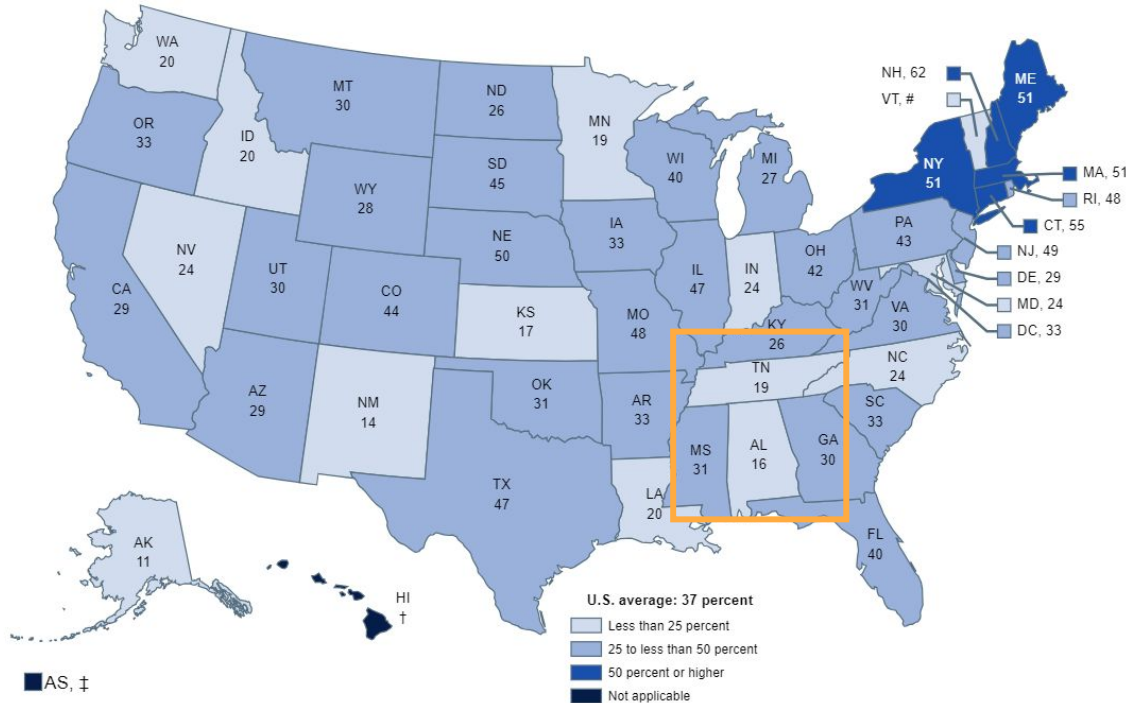 WA
20
MT
30
ND
26
MN
19
NH, 62
VT, #
ME
51
OR
33
ID
20
SD
45
WI
40
MI
27
NY
51
MA, 51
RI, 48
CT, 55
WY
28
IA
33
PA
43
NJ, 49
NV
24
NE
50
IL
47
IN
24
OH
42
DE, 29
MD, 24
DC, 33
UT
30
CO
44
CA
29
KS
17
MO
48
WV
31
VA
30
KY
26
TN
19
NC
24
AZ
29
NM
14
OK
31
AR
33
SC
33
MS
31
AL
16
GA
30
TX
47
LA
20
FL
40
AK
11
HI
†
AS, ‡
U.S. average: 37 percent
Less than 25 percent
25 to less than 50 percent
50 percent or higher
Not applicable